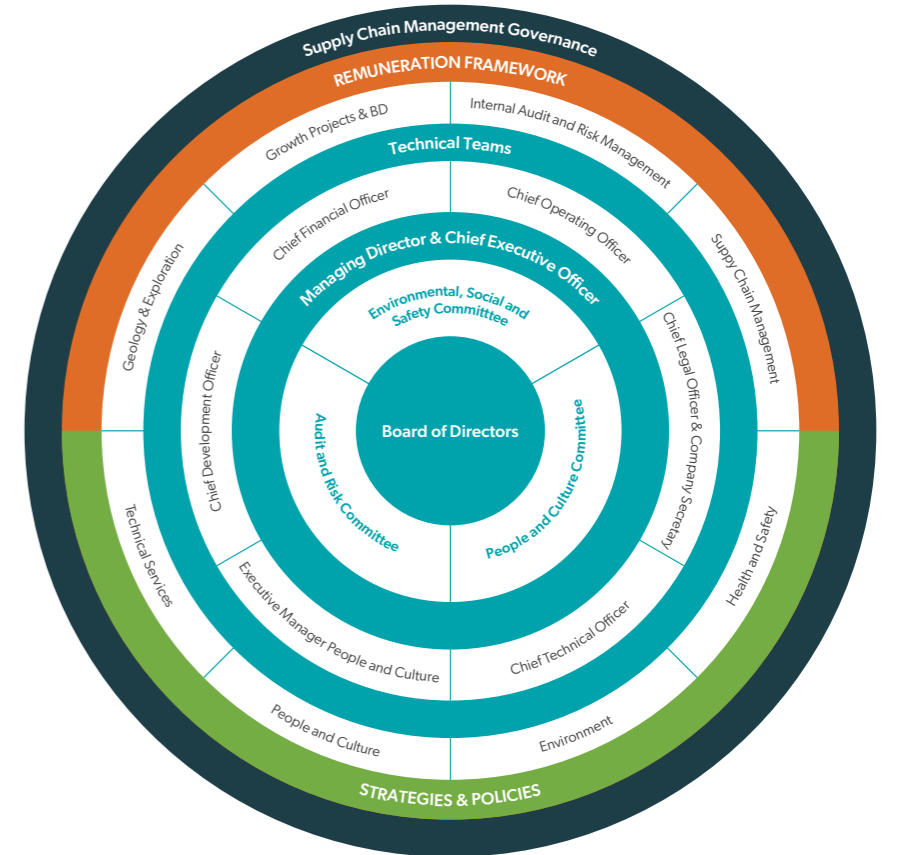 Supply Chain Management Governance
REMUNERATION FRAMEWORK
Growth Projects & BD
Internal Audit and Risk Management
Technical Teams
Chief Financial Officer
Chief Operating Officer
Geology & Exploration
Suppy Chain Management
Managing Director & Chief Executive Officer
Environmental, Social and
Safety Committtee
Chief Development Officer
Chief Legal Officer & Company Secretary
Board of Directors
Audit and Risk Committee
People and Culture Committee
Technical Services
Health and Safety
Executive Manager People and Culture
Chief Technical Officer
People and Culture
Environment
STRATEGIES & POLICIES